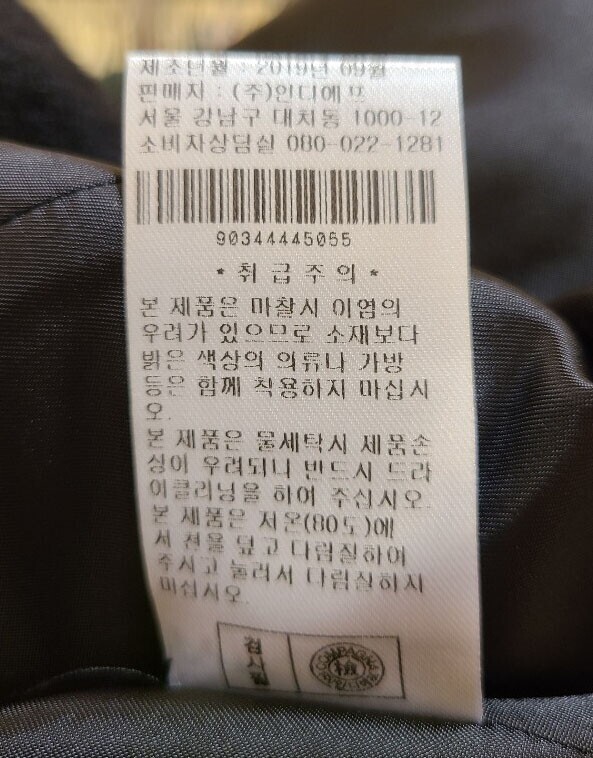 제조년월 : 2019년 09월
판매자 : (주)인디에프
서울 강남구 대치동 1000-12
소비자상담실 080-022-1281
90344445055
* 취급주의 *
본 제품은 마찰시 이염의
우려가 있으므로 소재보다
밝은 색상의 의류나 가방
등은 함께 착용하지 마십시
오.
본 제품은 물세탁시 제품손
상이 우려되니 반드시 드라
이클리닝을 하여 주십시오.
본 제품은 저온(80도)에
서 천을 덮고 다림질하여
주시고 눌러서 다림질하지
마십시오.
검사필
COMPAGNA